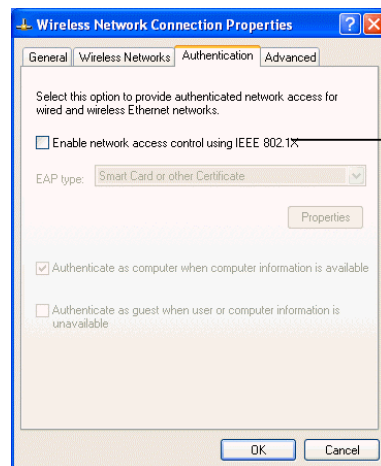 Wireless Network Connection Properties
General Wireless Networks Authentication Advanced
Select this option to provide authenticated network access for
wired and wireless Ethernet networks.
Enable network access control using IEEE 802.1X
EAP type: Smart Card or other Certificate
Properties
Authenticate as computer when computer information is available
Authenticate as guest when user or computer information is
unavailable
OK Cancel